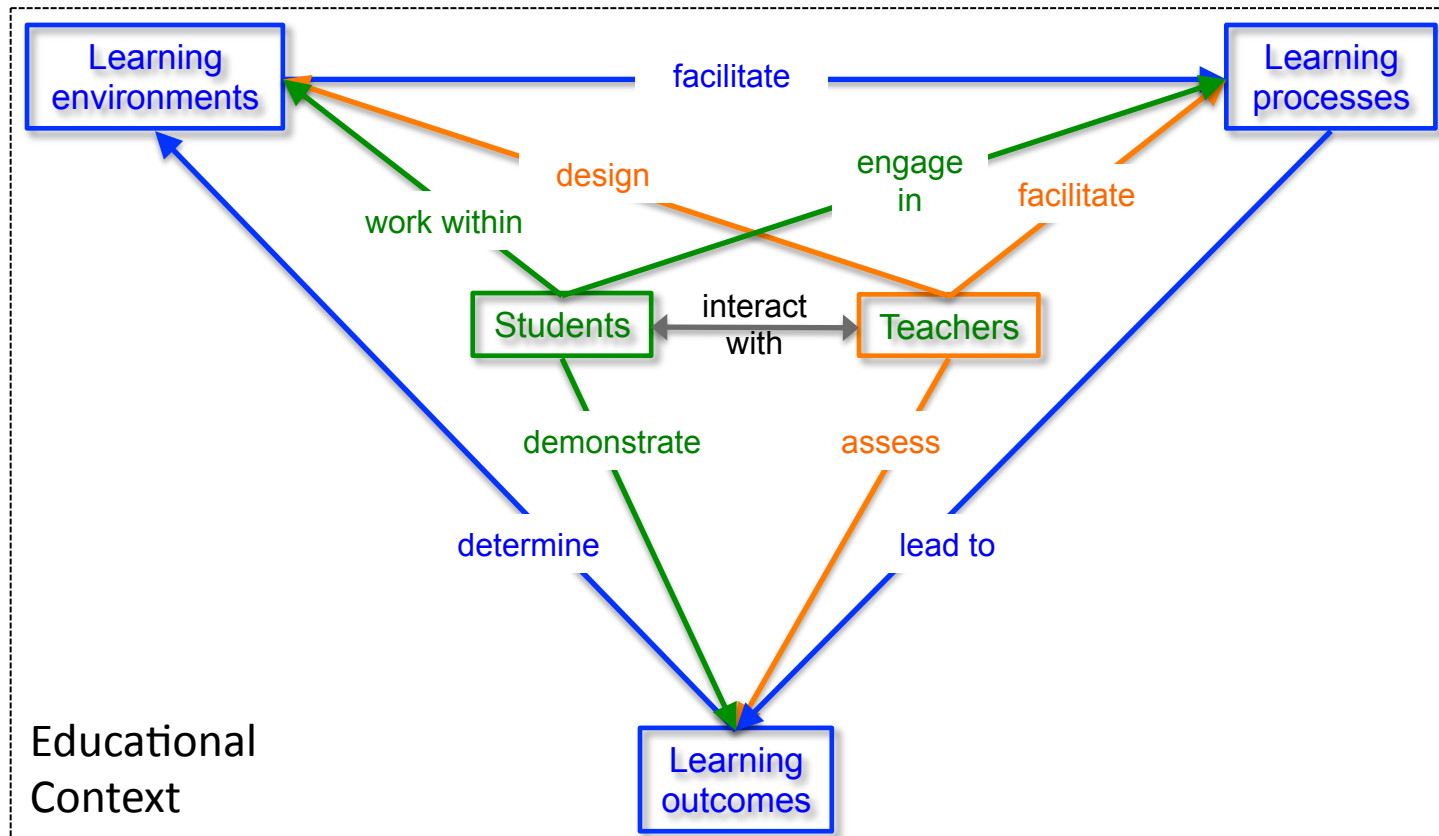 Learning
environments
facilitate
Learning
processes
design
engage
in
facilitate
work within
Students
interact
with
Teachers
demonstrate
assess
determine
lead to
Educational
Context
Learning
outcomes